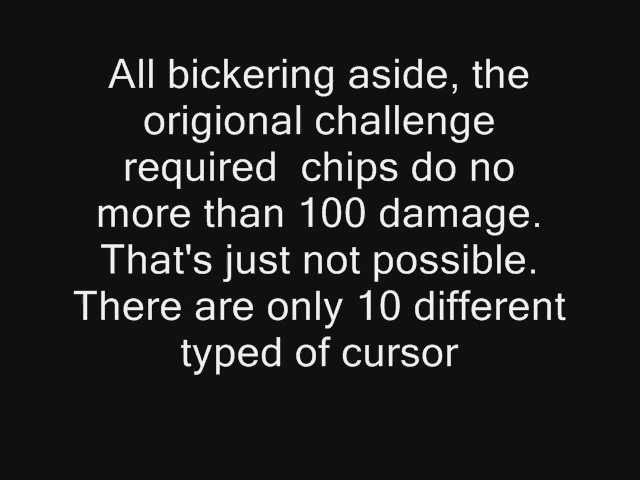 All bickering aside, the
origional challenge
required  chips do no
more than 100 damage.
That's just not possible.
There are only 10 different
typed of cursor